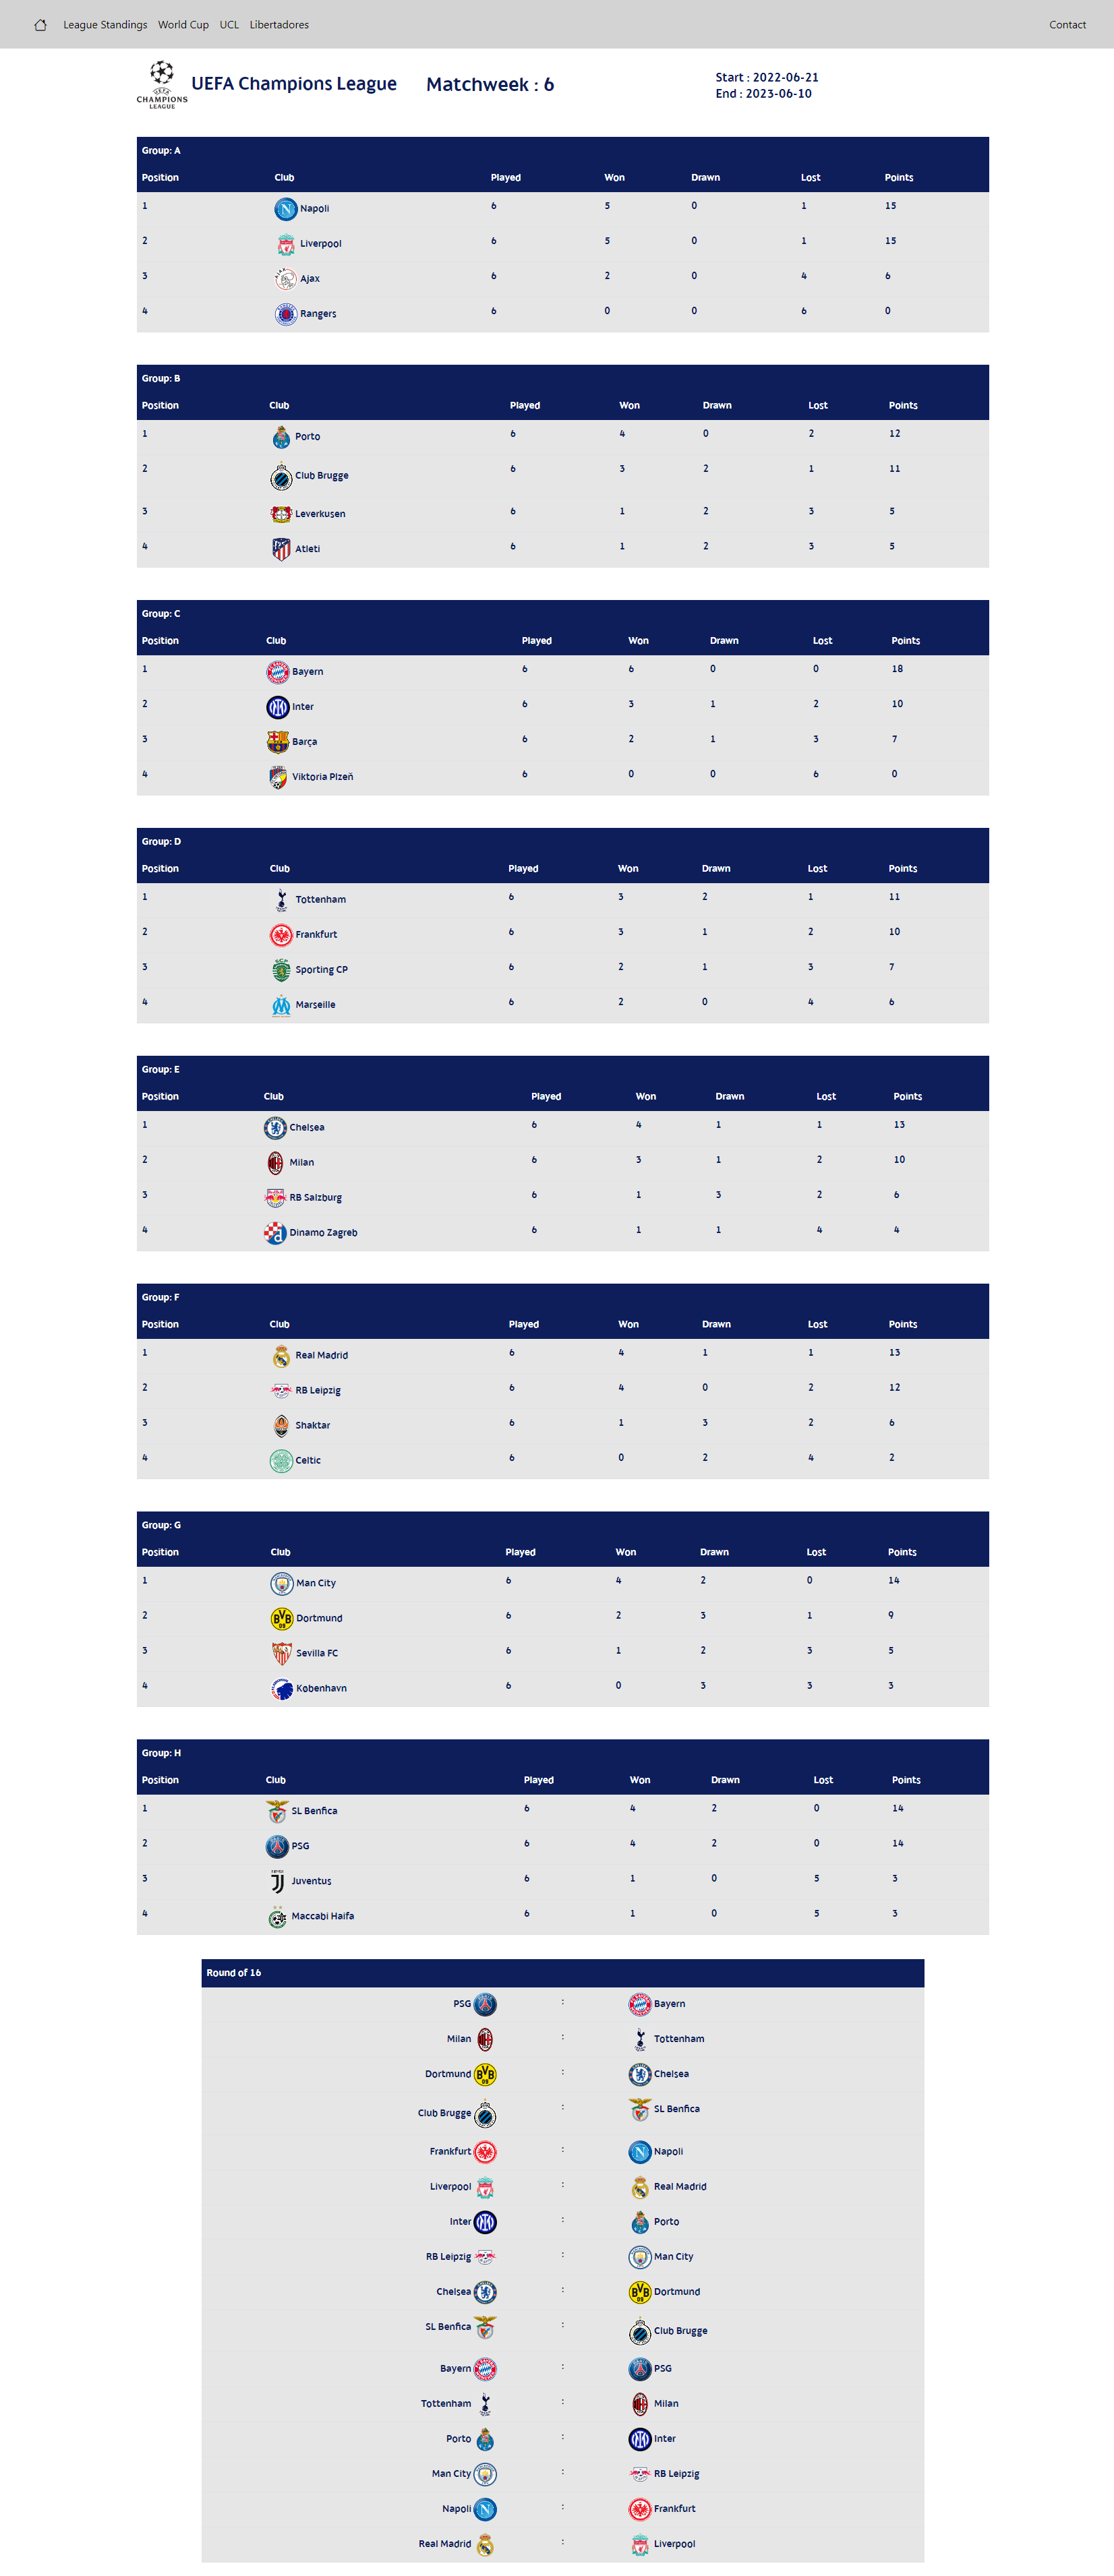 League Standings World Cup UCL Libertadores Contact
CHAMPIONS LEAGUE
UEFA Champions League Matchweek : 6
Start : 2022-06-21
End : 2023-06-10
Group: A
Position Club Played Won Drawn Lost Points
1 Napoli 6 5 0 1 15
2 Liverpool 6 5 0 1 15
3 Ajax 6 2 0 4 6
4 Rangers 6 0 0 6 0
Group: B
Position Club Played Won Drawn Lost Points
1 Porto 6 4 0 2 12
2 Club Brugge 6 3 2 1 11
3 Leverkusen 6 1 2 3 5
4 Atleti 6 1 2 3 5
Group: C
Position Club Played Won Drawn Lost Points
1 Bayern 6 6 0 0 18
2 Inter 6 3 1 2 10
3 Barça 6 2 1 3 7
4 Viktoria Plzeň 6 0 0 6 0
Group: D
Position Club Played Won Drawn Lost Points
1 Tottenham 6 3 2 1 11
2 Frankfurt 6 3 1 2 10
3 Sporting CP 6 2 1 3 7
4 Marseille 6 2 0 4 6
Group: E
Position Club Played Won Drawn Lost Points
1 Chelsea 6 4 1 1 13
2 Milan 6 3 1 2 10
3 RB Salzburg 6 1 3 2 6
4 Dinamo Zagreb 6 1 1 4 4
Group: F
Position Club Played Won Drawn Lost Points
1 Real Madrid 6 4 1 1 13
2 RB Leipzig 6 4 0 2 12
3 Shaktar 6 1 3 2 6
4 Celtic 6 0 2 4 2
Group: G
Position Club Played Won Drawn Lost Points
1 Man City 6 4 2 0 14
2 Dortmund 6 2 3 1 9
3 Sevilla FC 6 1 2 3 5
4 København 6 0 3 3 3
Group: H
Position Club Played Won Drawn Lost Points
1 SL Benfica 6 4 2 0 14
2 PSG 6 4 2 0 14
3 Juventus 6 1 0 5 3
4 Maccabi Haifa 6 1 0 5 3
Round of 16
PSG : Bayern
Milan : Tottenham
Dortmund : Chelsea
Club Brugge : SL Benfica
Frankfurt : Napoli
Liverpool : Real Madrid
Inter : Porto
RB Leipzig : Man City
Chelsea : Dortmund
SL Benfica : Club Brugge
Bayern : PSG
Tottenham : Milan
Porto : Inter
Man City : RB Leipzig
Napoli : Frankfurt
Real Madrid : Liverpool